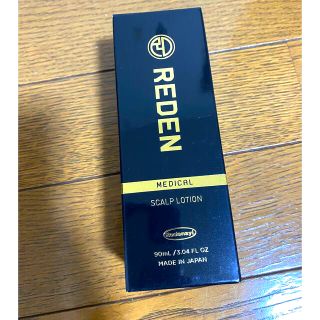 REDEN
MEDICAL
SCALP LOTION
90mL / 3.04 FL OZ
MADE IN JAPAN